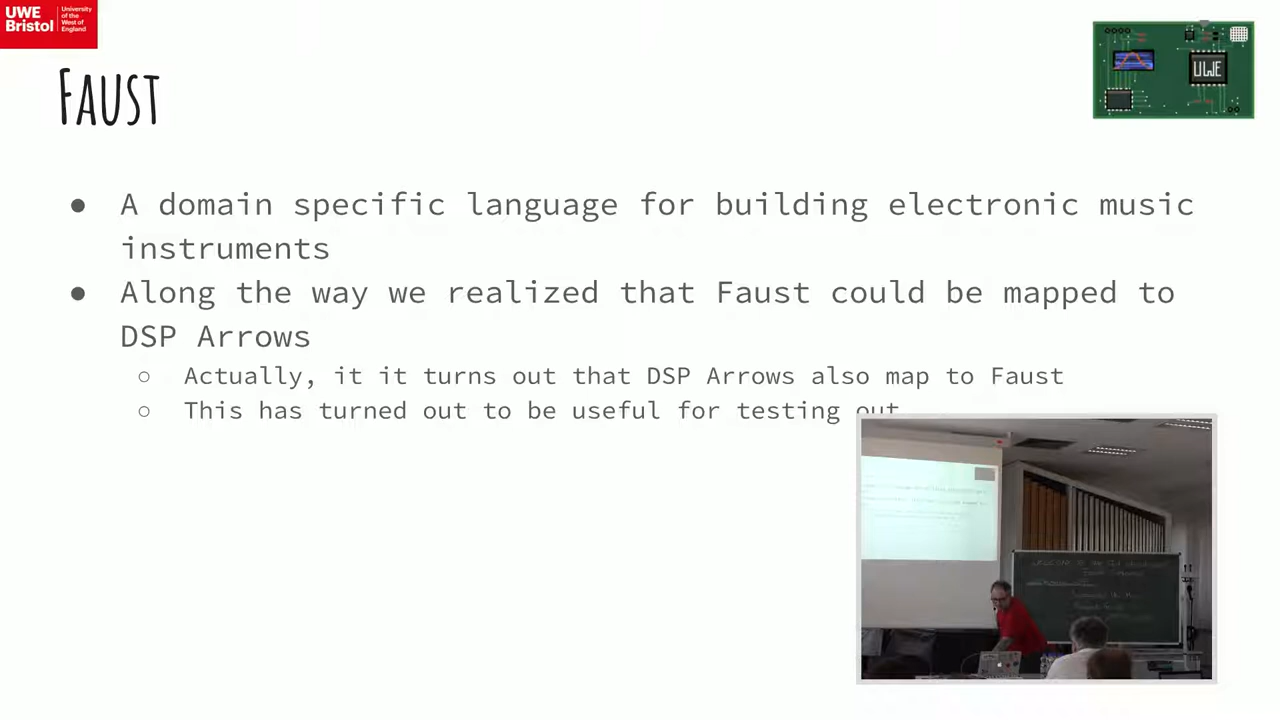 UWE
Bristol
University
of the
West of
England
UWE
FAUST
● A domain specific language for building electronic music
instruments
● Along the way we realized that Faust could be mapped to
DSP Arrows
○ Actually, it it turns out that DSP Arrows also map to Faust
○ This has turned out to be useful for testing out